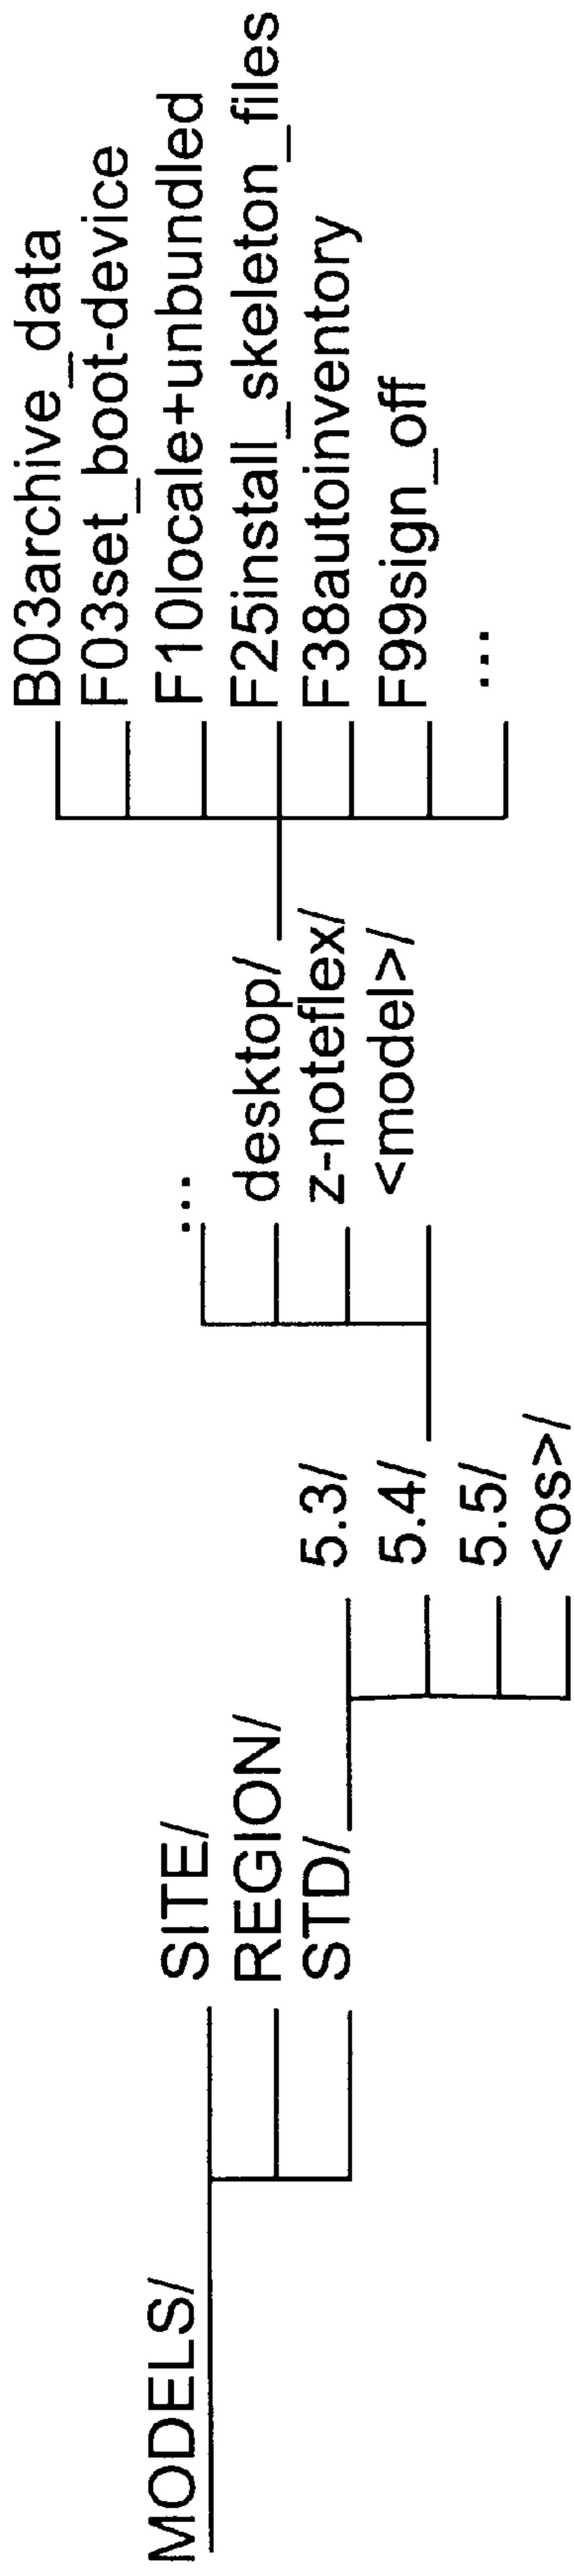 MODELS/
SITE/
REGION/
STD/
5.3/
5.4/
5.5/
<os>/
...
desktop/
z-noteflex/
<model>/
B03archive_data
F03set_boot-device
F10locale+unbundled
F25install_skeleton_files
F38autoinventory
F99sign_off
...